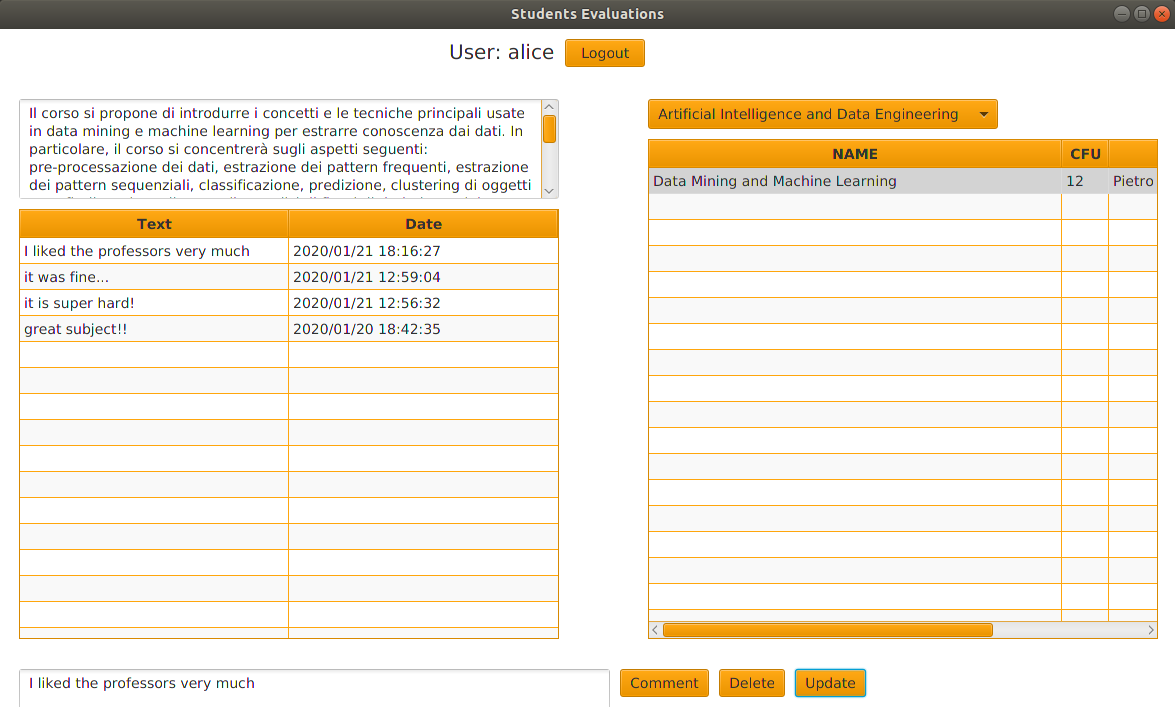 Students Evaluations
User: alice Logout
Il corso si propone di introdurre i concetti e le tecniche principali usate
in data mining e machine learning per estrarre conoscenza dai dati. In
particolare, il corso si concentrerà sugli aspetti seguenti:
pre-processazione dei dati, estrazione dei pattern frequenti, estrazione
dei pattern sequenziali, classificazione, predizione, clustering di oggetti
Artificial Intelligence and Data Engineering
NAME CFU
Data Mining and Machine Learning 12 Pietro
Text Date
I liked the professors very much 2020/01/21 18:16:27
it was fine... 2020/01/21 12:59:04
it is super hard! 2020/01/21 12:56:32
great subject!! 2020/01/20 18:42:35
I liked the professors very much
Comment Delete Update